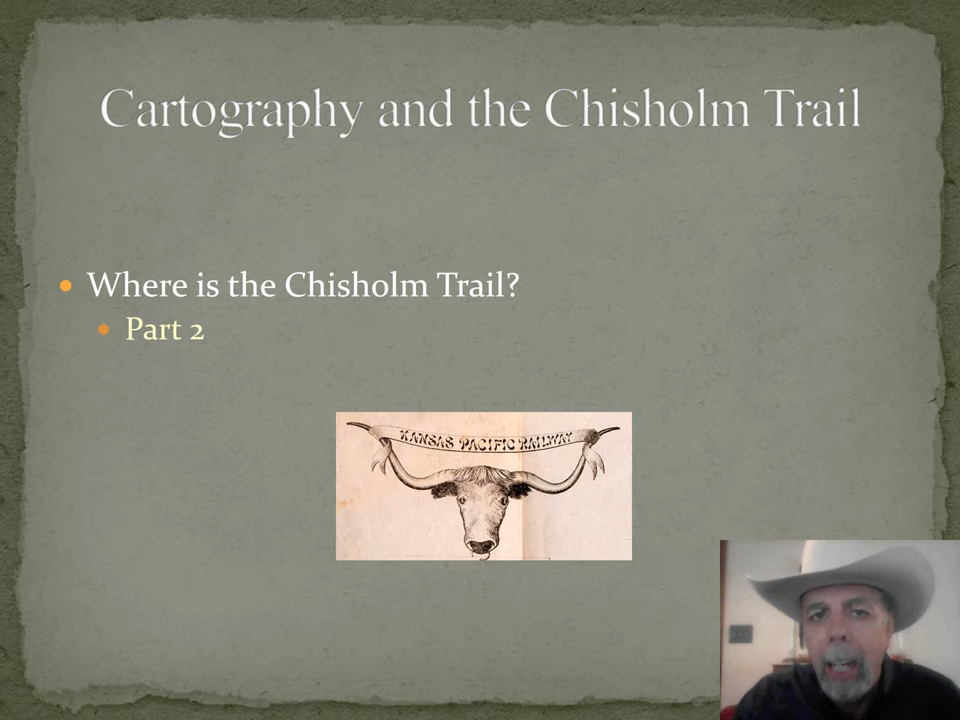 Cartography and the Chisholm Trail
Where is the Chisholm Trail?
Part 2
KANSAS PACIFIC RAILWAY